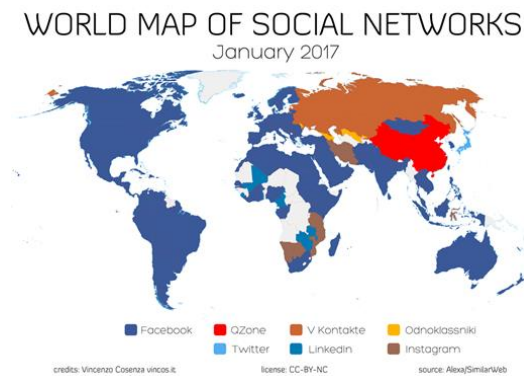 WORLD MAP OF SOCIAL NETWORKS
January 2017
Facebook QZone V Kontakte Odnoklassniki
Twitter LinkedIn Instagram
credits: Vincenzo Cosenza vincos.it license: CC-BY-NC source: Alexa/SimilarWeb